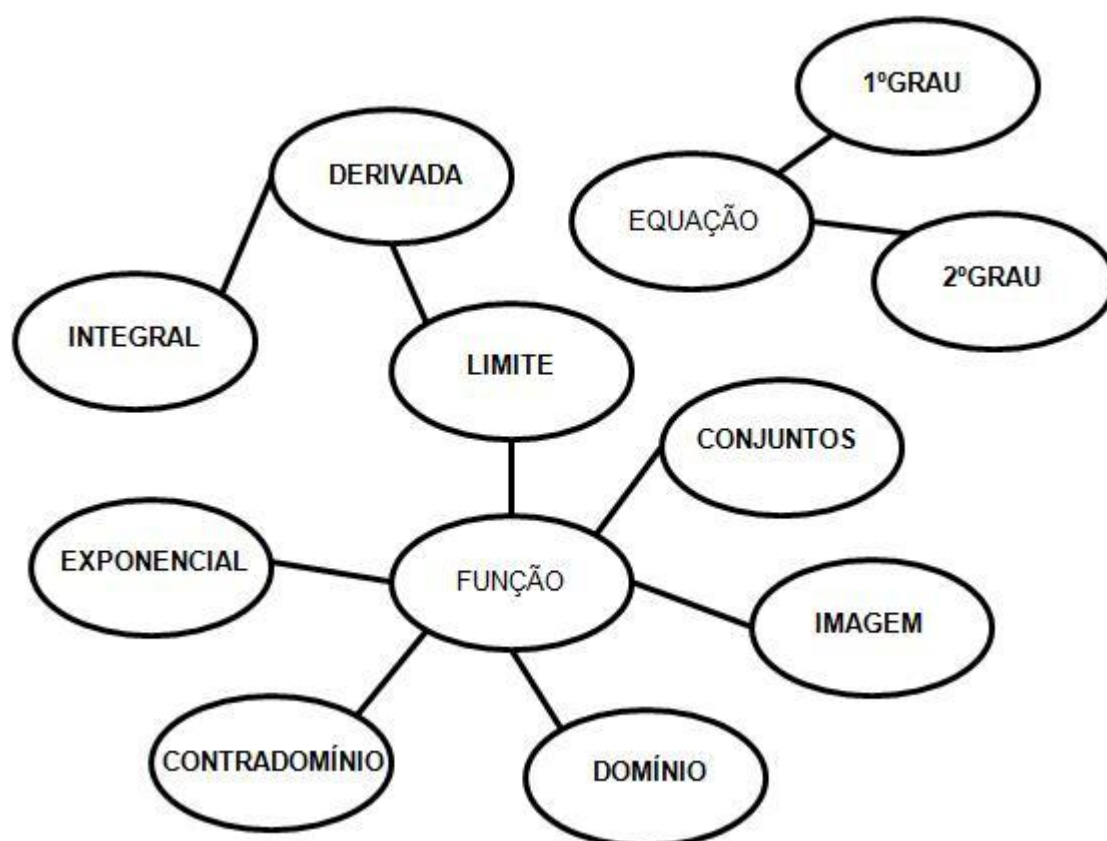 1ºGRAU
DERIVADA
EQUAÇÃO
2ºGRAU
INTEGRAL
LIMITE
CONJUNTOS
EXPONENCIAL
FUNÇÃO
IMAGEM
CONTRADOMÍNIO
DOMÍNIO